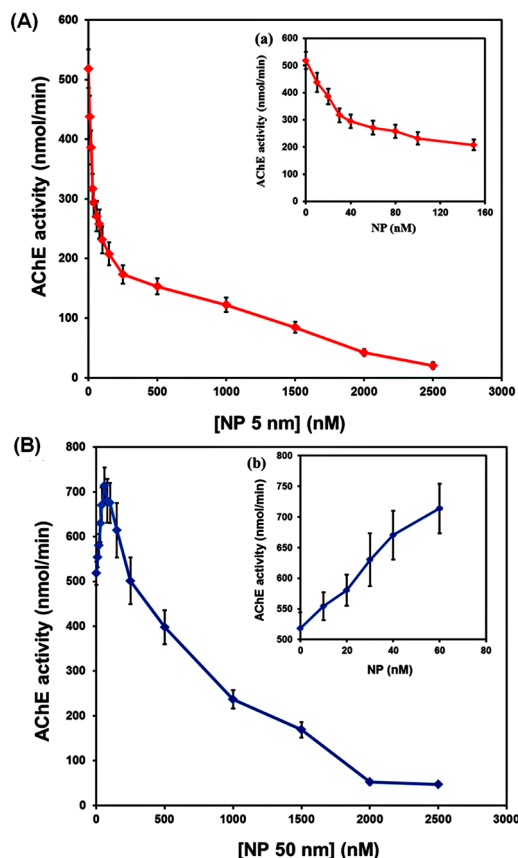 (A)
600
500
400
300
200
100
0
AChE activity (nmol/min)
0 500 1000 1500 2000 2500 3000
[NP 5 nm] (nM)
(a)
600
500
400
300
200
100
0
AChE activity (nmol/min)
0 40 80 120 160
NP (nM)
(B)
800
700
600
500
400
300
200
100
0
AChE activity (nmol/min)
0 500 1000 1500 2000 2500 3000
[NP 50 nm] (nM)
(b)
800
750
700
650
600
550
500
AChE activity (nmol/min)
0 20 40 60 80
NP (nM)